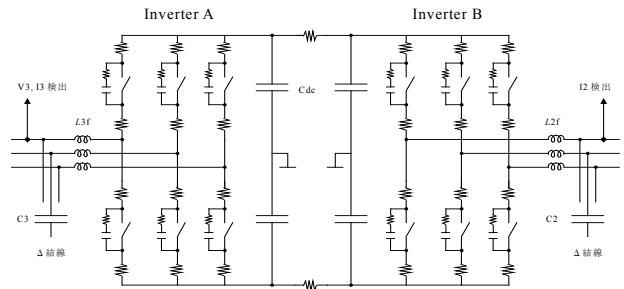 Inverter A
Inverter B
V3, I3 検出
I2 検出
Cdc
L3f
L2f
C3
C2
Δ 結線
Δ 結線